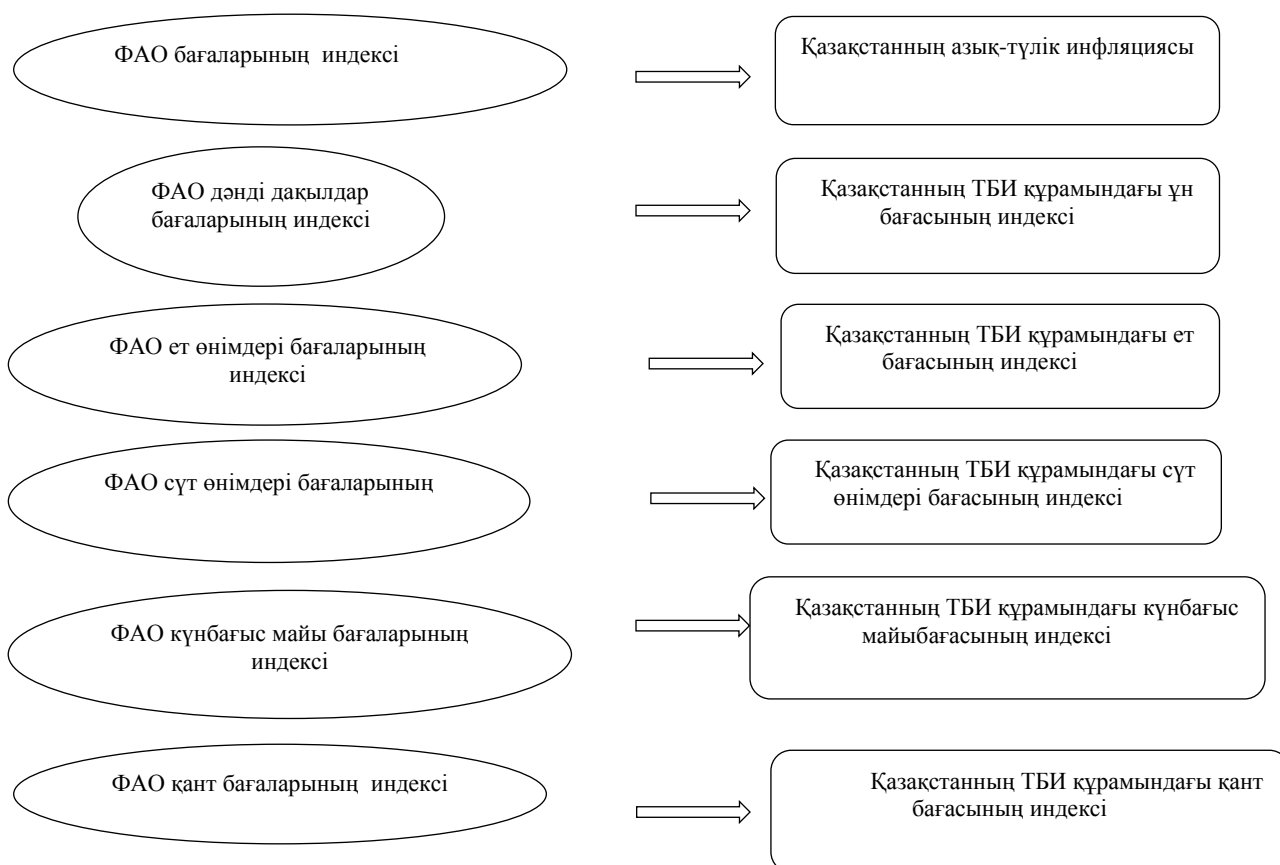 ФАО бағаларының индексі
Қазақстанның азық-түлік инфляциясы
ФАО дәнді дақылдар
бағаларының индексі
Қазақстанның ТБИ құрамындағы ұн
бағасының индексі
ФАО ет өнімдері бағаларының
индексі
Қазақстанның ТБИ құрамындағы ет
бағасының индексі
ФАО сүт өнімдері бағаларының
Қазақстанның ТБИ құрамындағы сүт
өнімдері бағасының индексі
ФАО күнбағыс майы бағаларының
индексі
Қазақстанның ТБИ құрамындағы күнбағыс
майыбағасының индексі
ФАО қант бағаларының индексі
Қазақстанның ТБИ құрамындағы қант
бағасының индексі